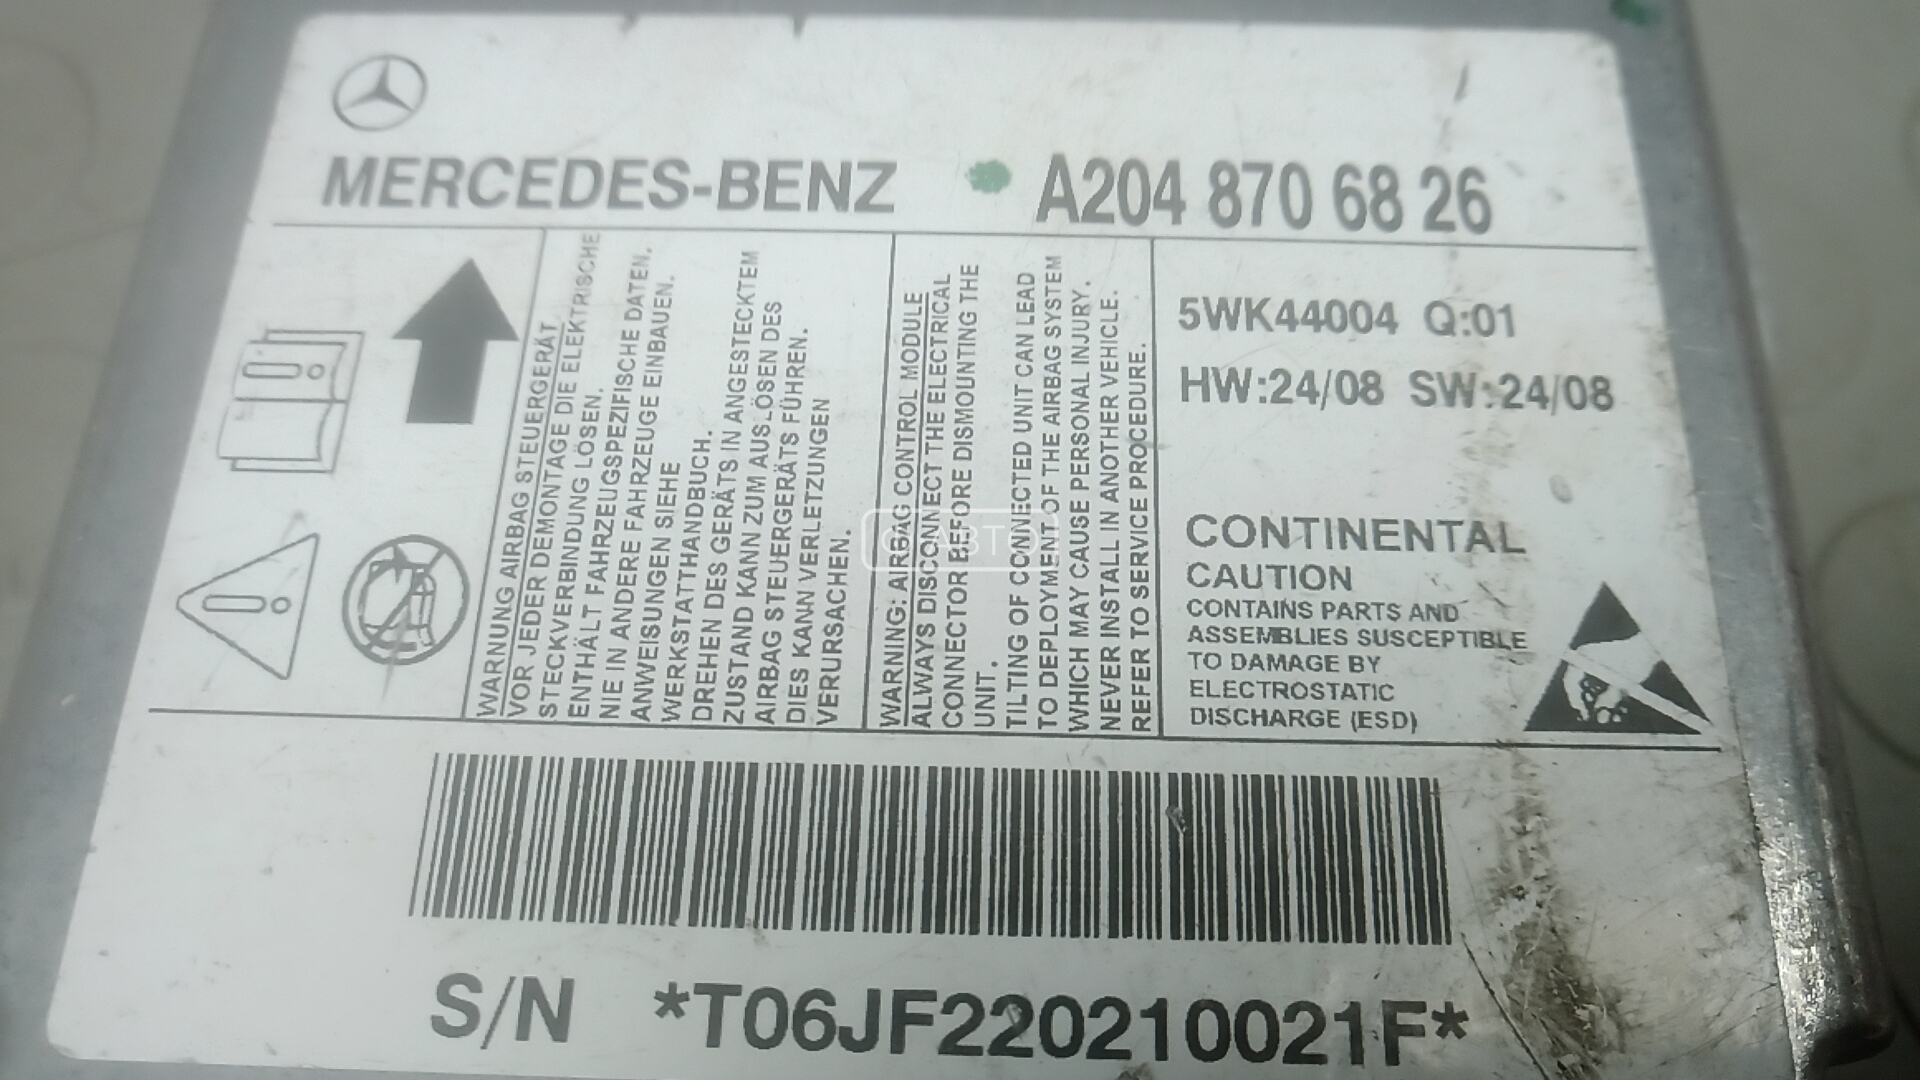 MERCEDES-BENZ A204 870 68 26
WARNUNG AIRBAG STEUERGERÄT
VOR JEDER DEMONTAGE DIE ELEKTRISCHE
STECKVERBINDUNG LÖSEN.
ENTHÄLT FAHRZEUGSPEZIFISCHE DATEN.
NIE IN ANDERE FAHRZEUGE EINBAUEN.
ANWEISUNGEN SIEHE
WERKSTATTHANDBUCH.
DREHEN DES GERÄTS IN ANGESTECKTEM
ZUSTAND KANN ZUM AUSLÖSEN DES
AIRBAG STEUERGERÄTS FÜHREN.
DIES KANN VERLETZUNGEN
VERURSACHEN.
WARNING: AIRBAG CONTROL MODULE
ALWAYS DISCONNECT THE ELECTRICAL
CONNECTOR BEFORE DISMOUNTING THE
UNIT.
TILTING OF CONNECTED UNIT CAN LEAD
TO DEPLOYMENT OF THE AIRBAG SYSTEM
WHICH MAY CAUSE PERSONAL INJURY.
NEVER INSTALL IN ANOTHER VEHICLE.
REFER TO SERVICE PROCEDURE.
5WK44004 Q:01
HW:24/08 SW:24/08
CONTINENTAL
CAUTION
CONTAINS PARTS AND
ASSEMBLIES SUSCEPTIBLE
TO DAMAGE BY
ELECTROSTATIC
DISCHARGE (ESD)
S/N *T06JF220210021F*